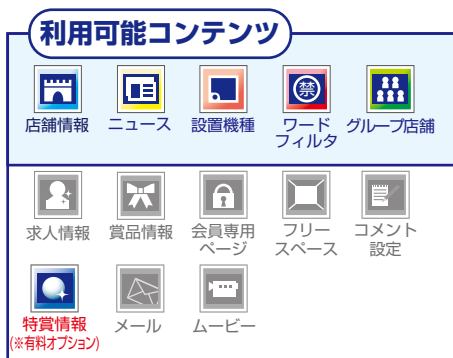 利用可能コンテンツ
禁
店舗情報 ニュース 設置機種 ワードフィルタ グループ店舗
求人情報 賞品情報 会員専用ページ フリースペース コメント設定
特賞情報 メール ムービー
(※有料オプション)